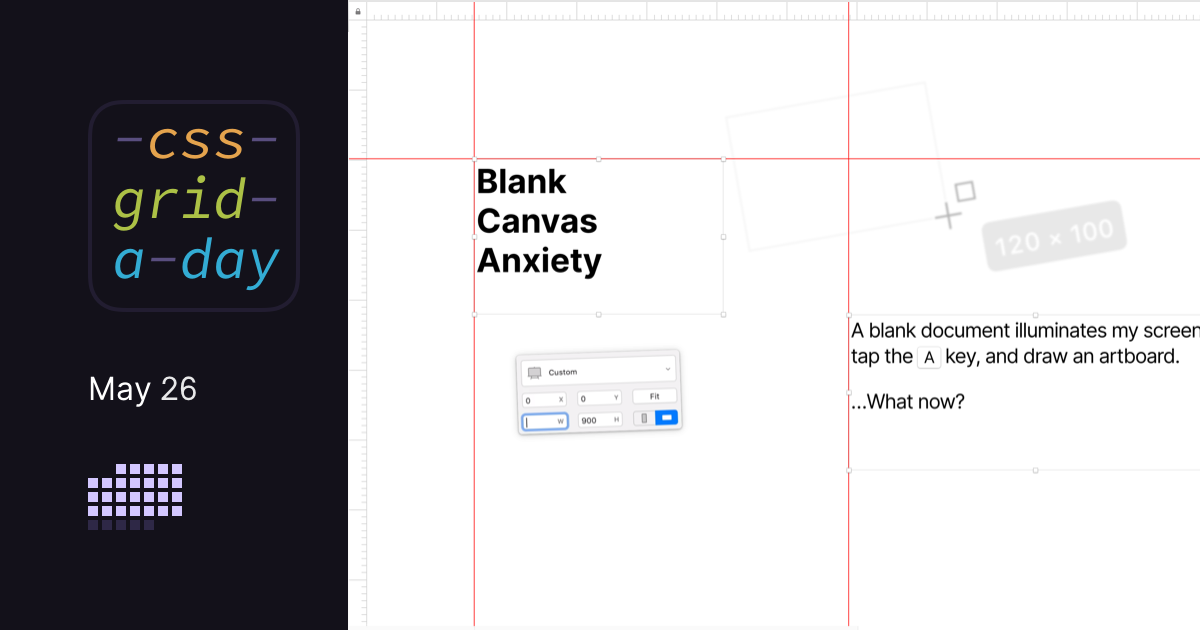 -css-
grid-
a-day
May 26
Blank
Canvas
Anxiety
120 × 100
Custom
0 X 0 Y Fit
W 900 H
A blank document illuminates my screen
tap the A key, and draw an artboard.
...What now?